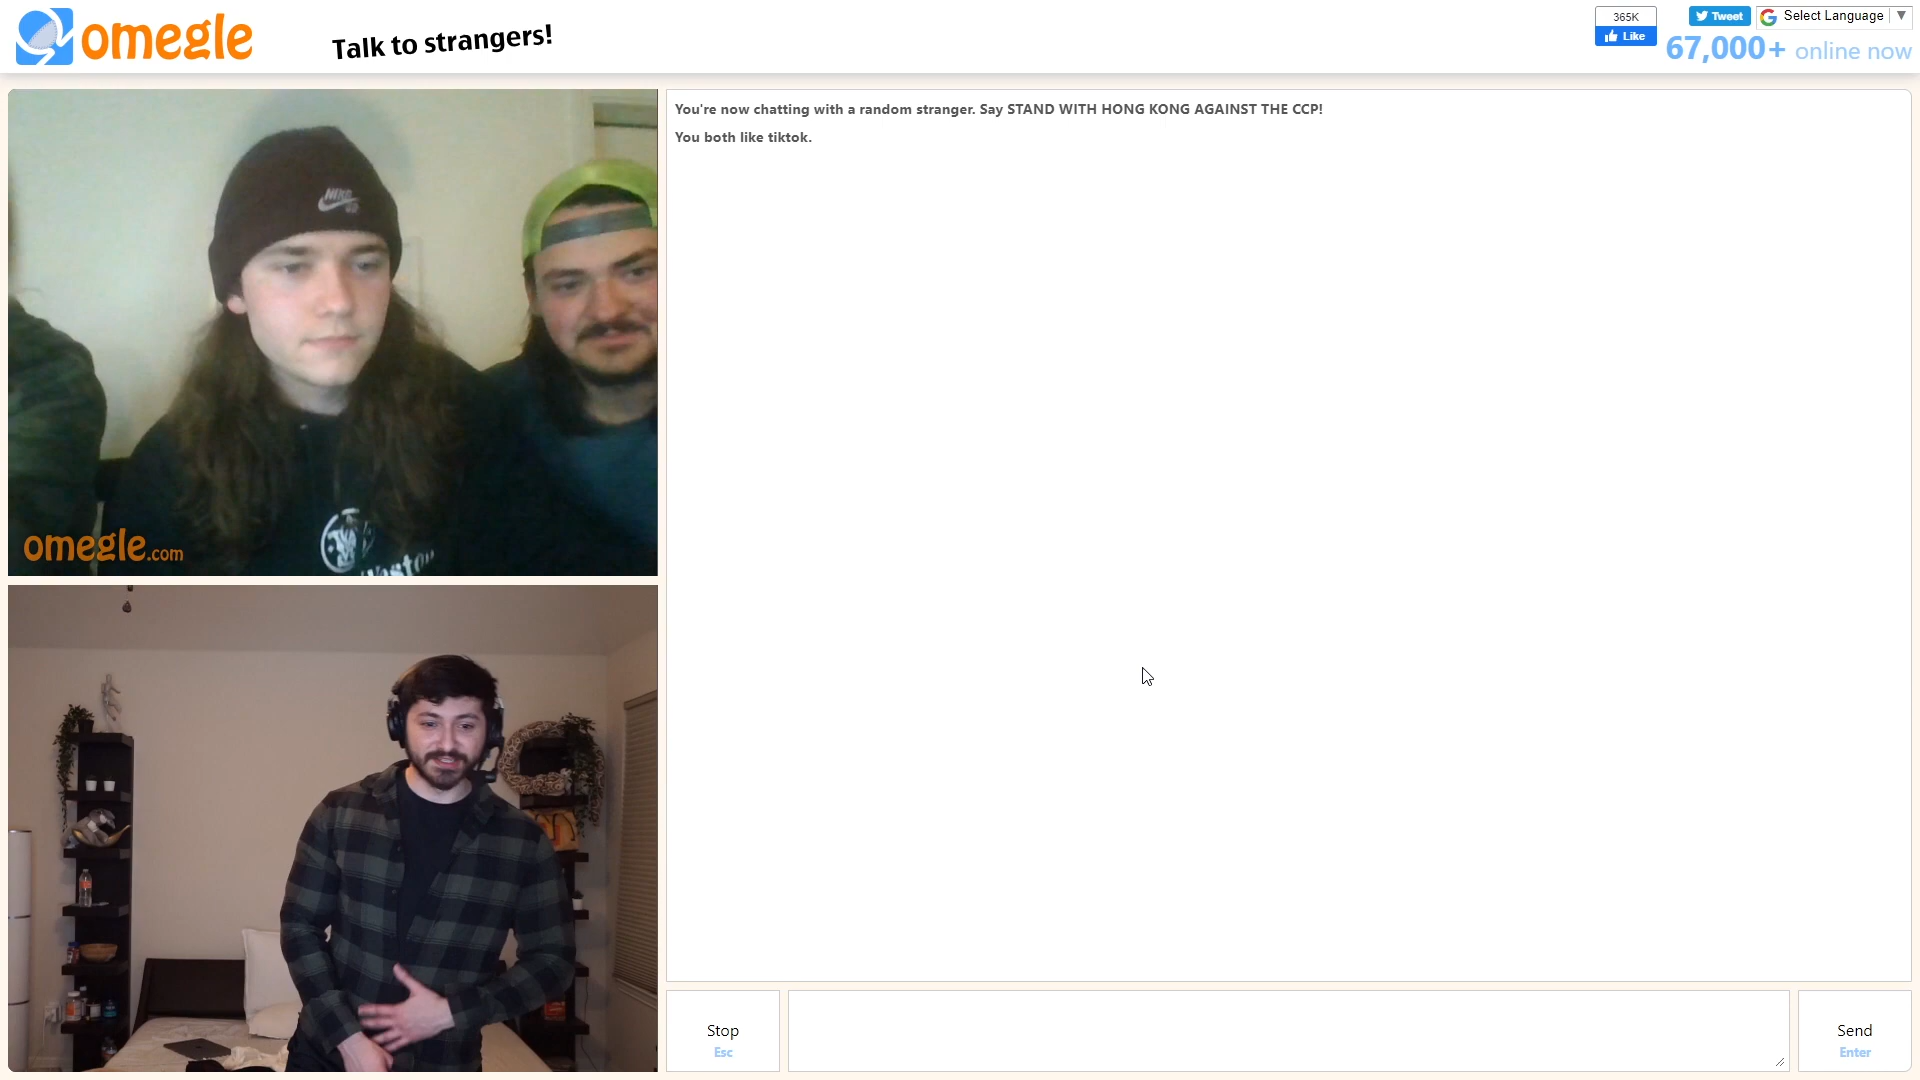 omegle
Talk to strangers!
365K
Like
Tweet
Select Language
67,000+ online now
You're now chatting with a random stranger. Say STAND WITH HONG KONG AGAINST THE CCP!
You both like tiktok.
NIKE
SB
omegle.com
Stop
Esc
Send
Enter